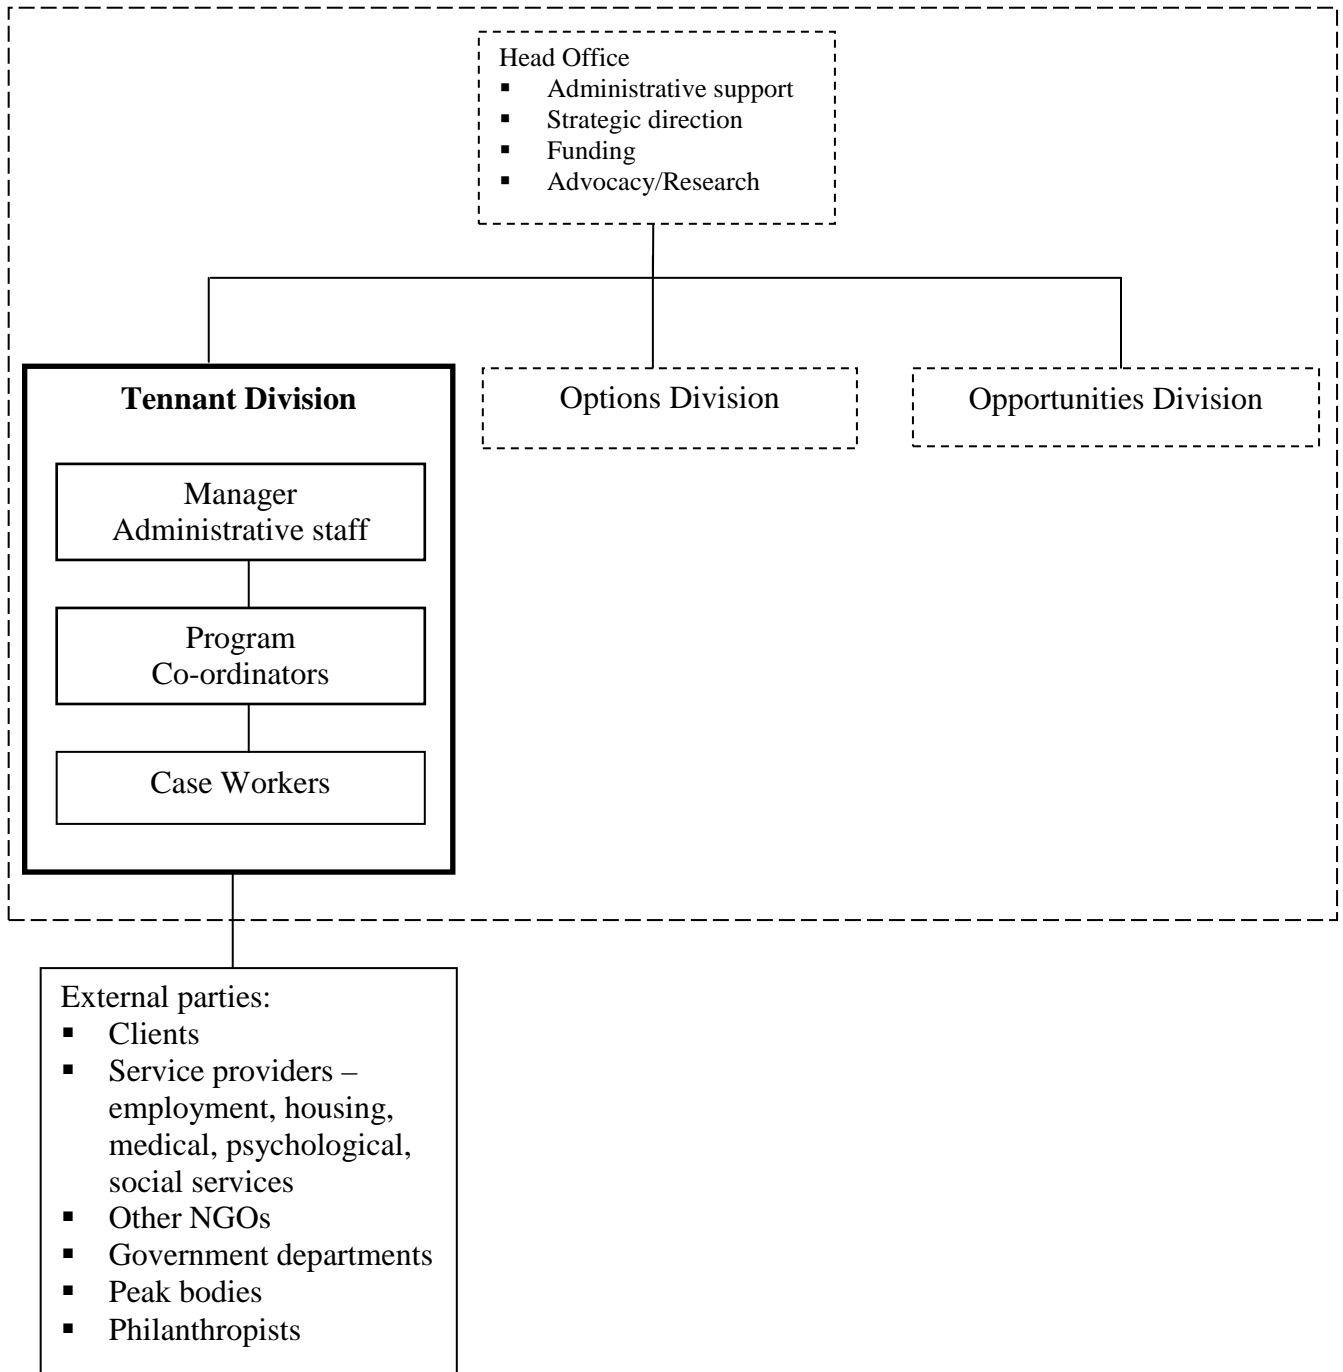 Head Office
▪ Administrative support
▪ Strategic direction
▪ Funding
▪ Advocacy/Research
Tennant Division
Options Division
Opportunities Division
Manager
Administrative staff
Program
Co-ordinators
Case Workers
External parties:
▪ Clients
▪ Service providers –
employment, housing,
medical, psychological,
social services
▪ Other NGOs
▪ Government departments
▪ Peak bodies
▪ Philanthropists